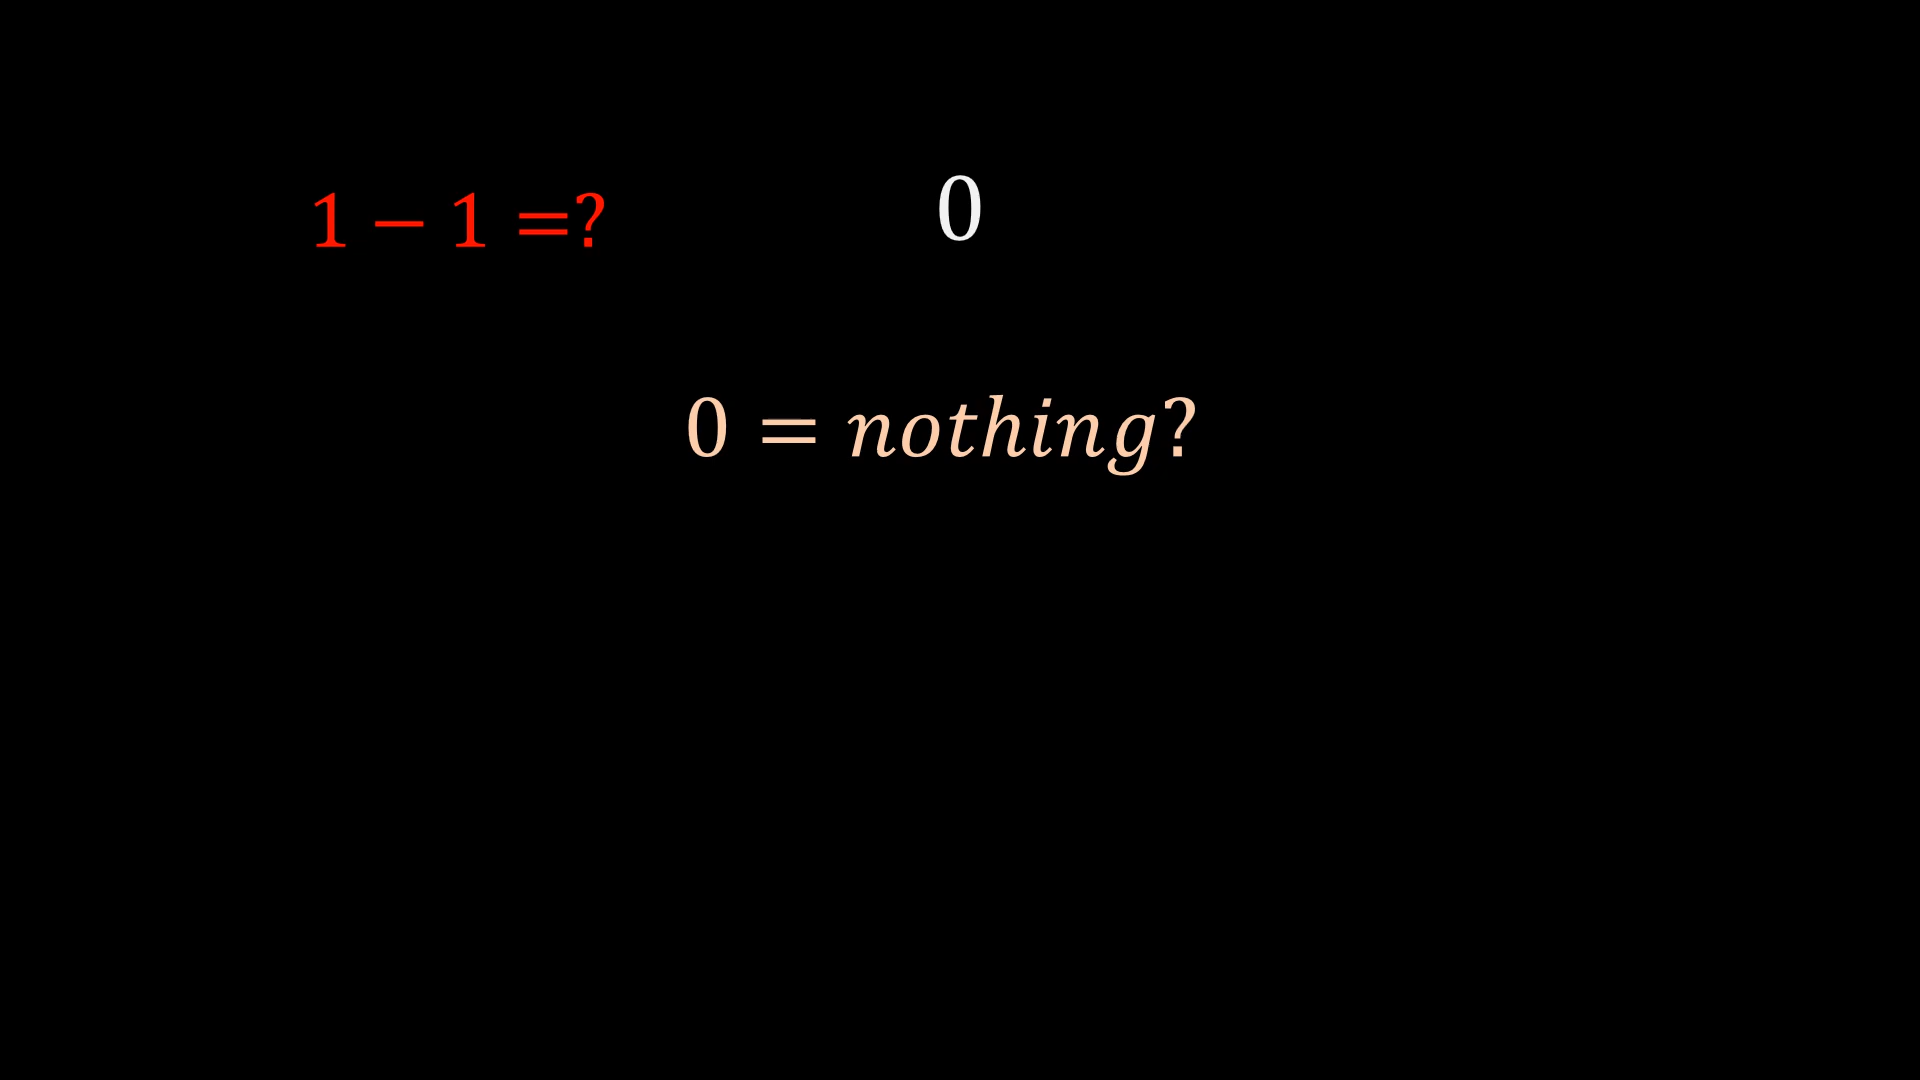 1 − 1 =?
0
0 = nothing?